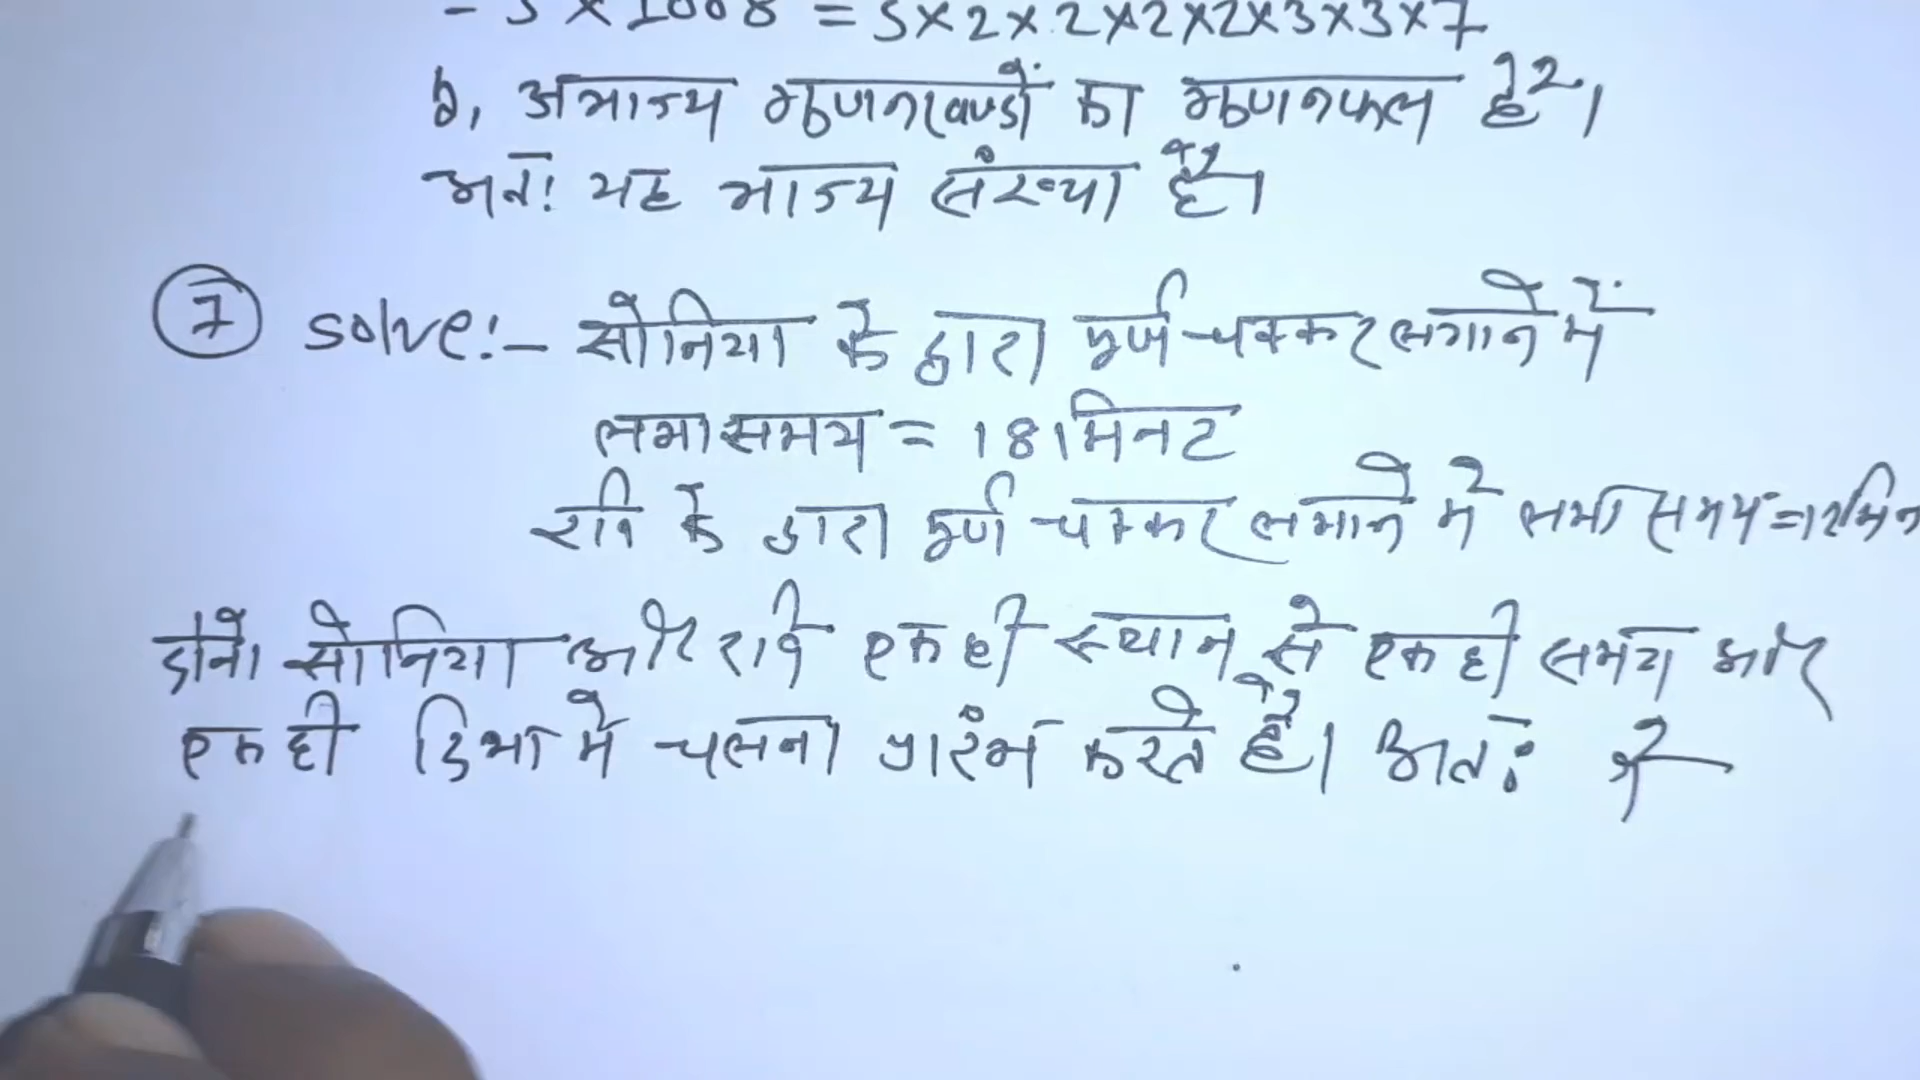 - 5 × 1008 = 5×2×2×2×2×3×3×7
अभाज्य गुणनखण्डों का गुणनफल है।
अतः यह भाज्य संख्या है।
7 solve:- सोनिया के द्वारा पूर्ण चक्कर लगाने में
लगा समय = 18 मिनट
रवि के द्वारा पूर्ण चक्कर लगाने में लगा समय = 12 मिन
दोनो सोनिया और रवि एक ही स्थान से एक ही समय और
एक ही दिशा में चलना प्रारंभ करते है। अतः